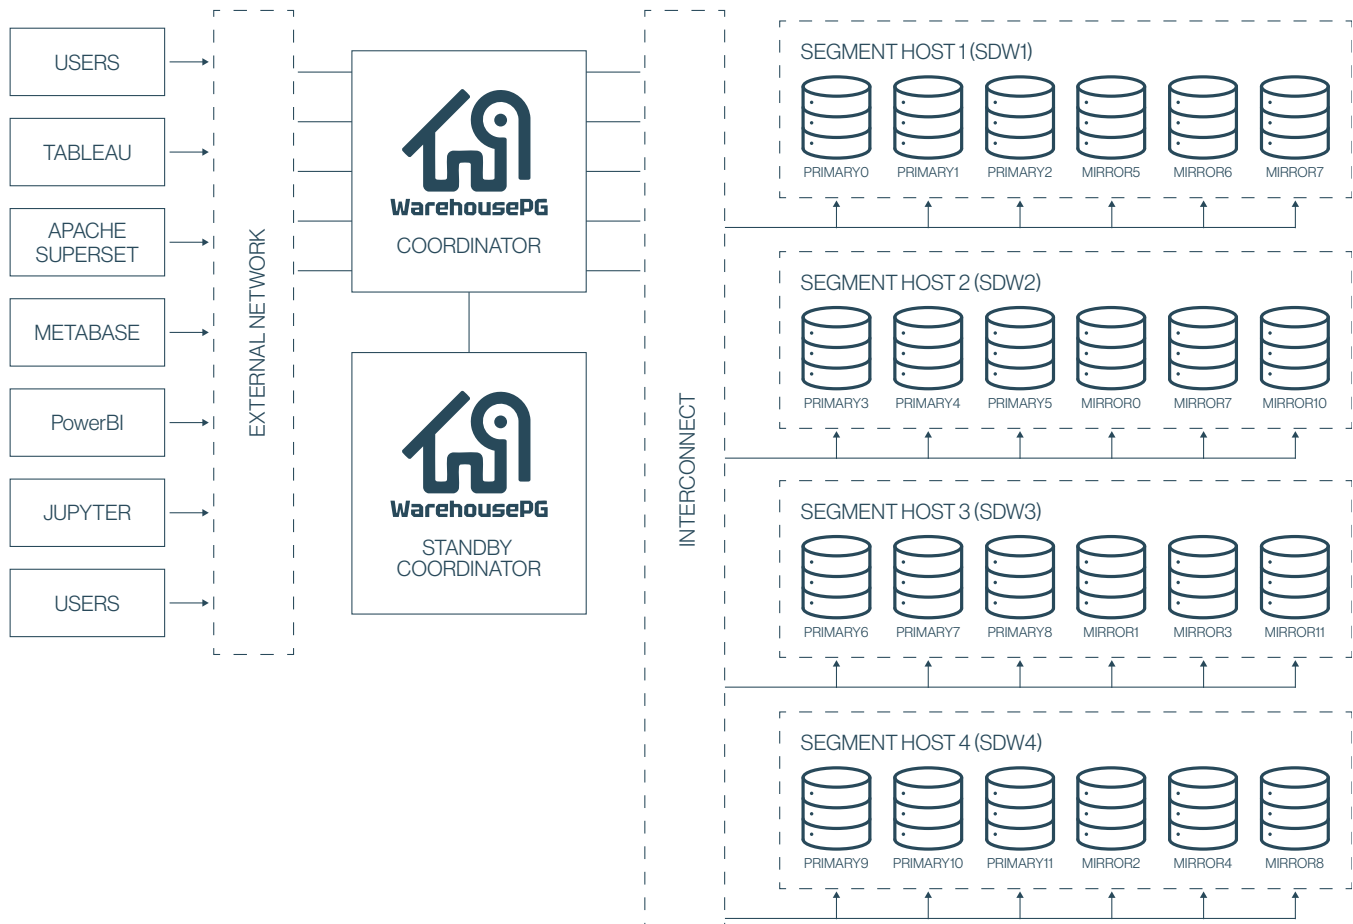 USERS
TABLEAU
APACHE
SUPERSET
METABASE
PowerBI
JUPYTER
USERS
EXTERNAL NETWORK
WarehousePG
COORDINATOR
WarehousePG
STANDBY
COORDINATOR
INTERCONNECT
SEGMENT HOST 1 (SDW1)
PRIMARY0 PRIMARY1 PRIMARY2 MIRROR5 MIRROR6 MIRROR7
SEGMENT HOST 2 (SDW2)
PRIMARY3 PRIMARY4 PRIMARY5 MIRROR0 MIRROR7 MIRROR10
SEGMENT HOST 3 (SDW3)
PRIMARY6 PRIMARY7 PRIMARY8 MIRROR1 MIRROR3 MIRROR11
SEGMENT HOST 4 (SDW4)
PRIMARY9 PRIMARY10 PRIMARY11 MIRROR2 MIRROR4 MIRROR8